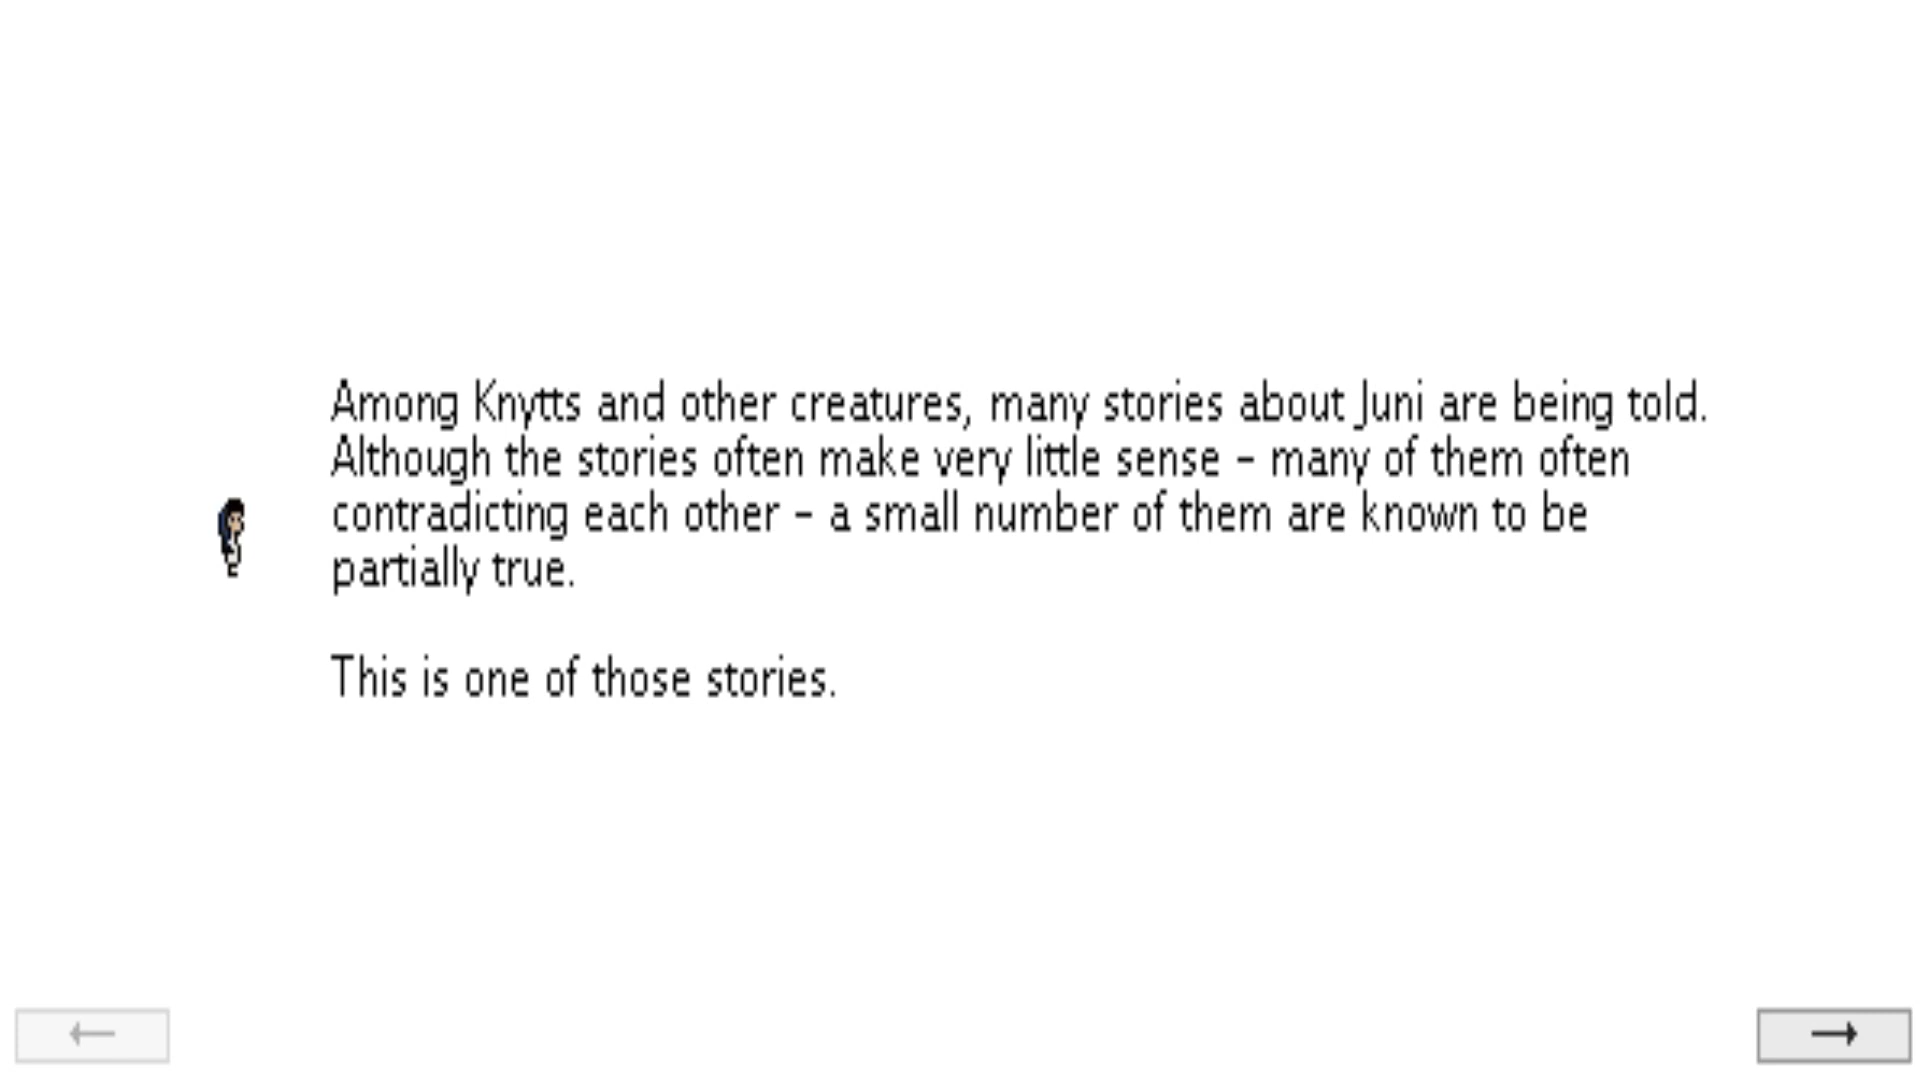 Among Knytts and other creatures, many stories about Juni are being told.
Although the stories often make very little sense – many of them often
contradicting each other – a small number of them are known to be
partially true.
This is one of those stories.